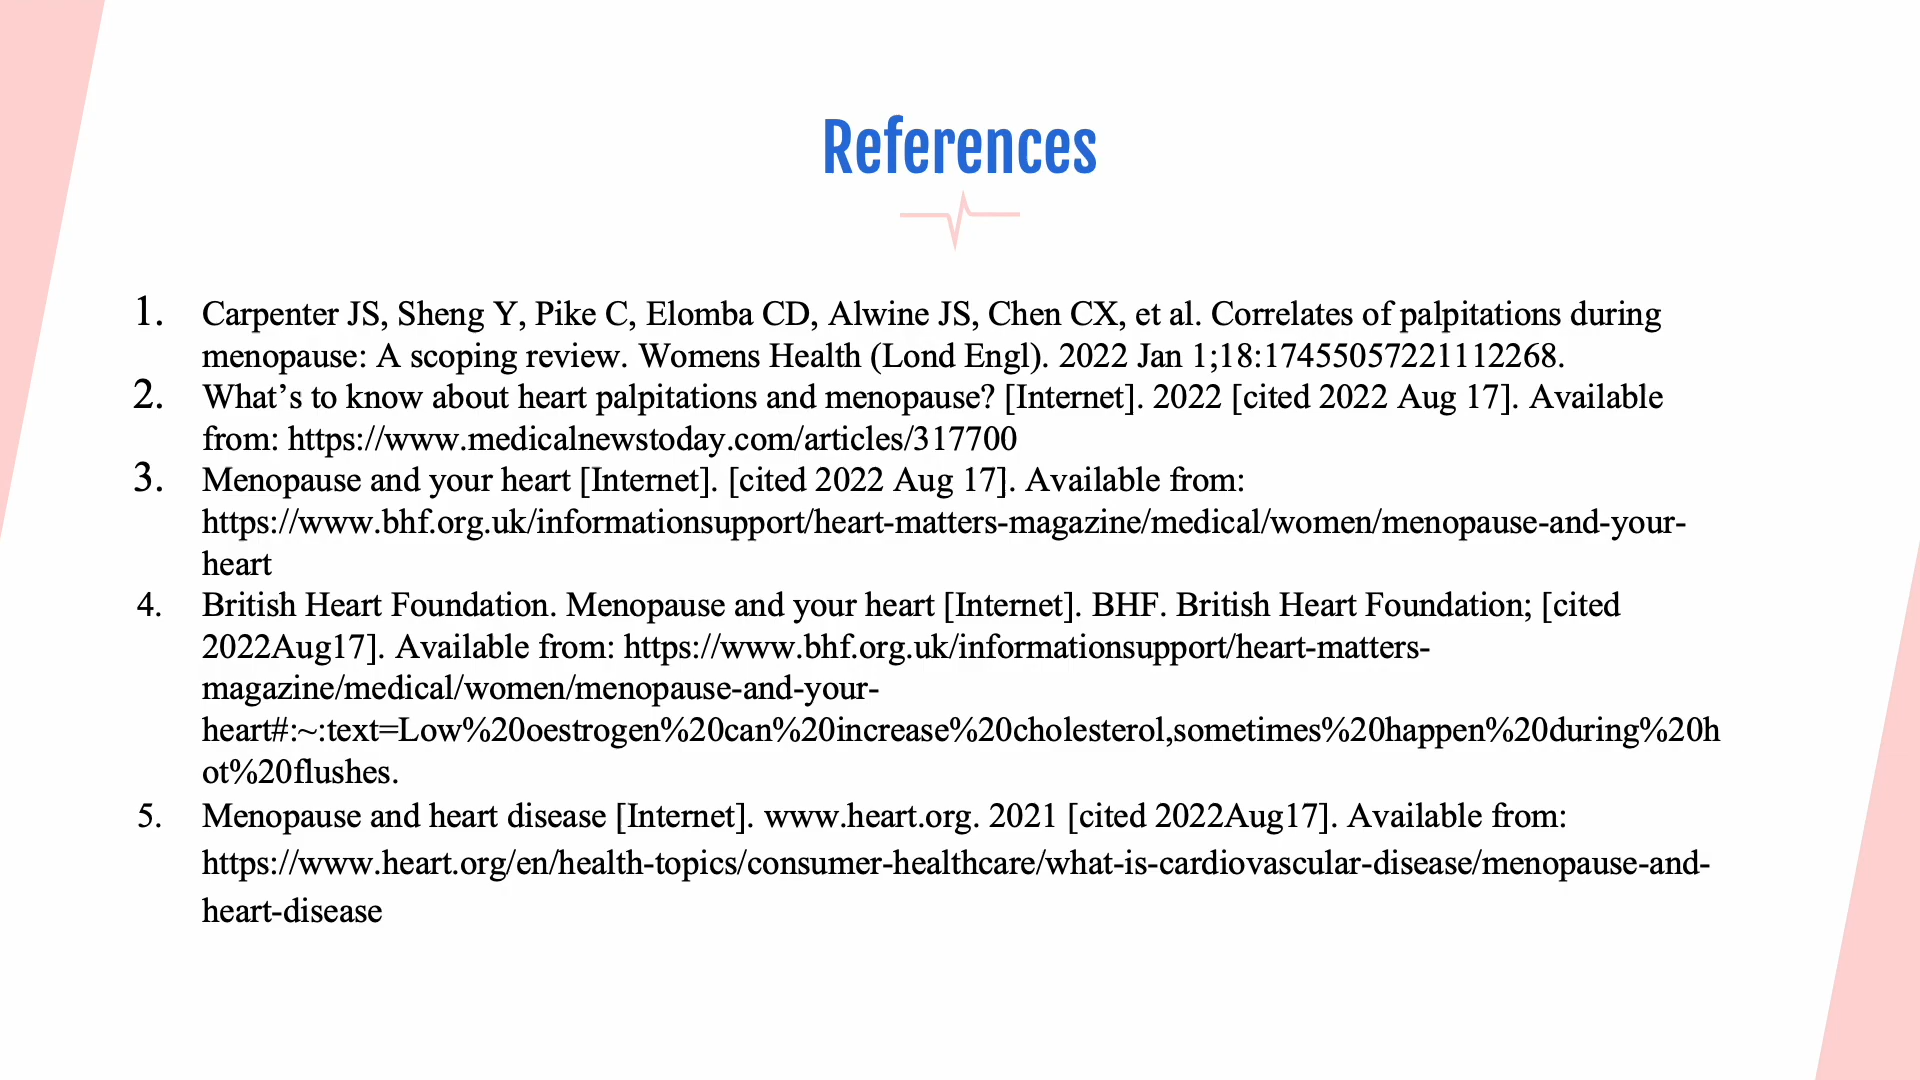 References
1. Carpenter JS, Sheng Y, Pike C, Elomba CD, Alwine JS, Chen CX, et al. Correlates of palpitations during
menopause: A scoping review. Womens Health (Lond Engl). 2022 Jan 1;18:17455057221112268.
2. What’s to know about heart palpitations and menopause? [Internet]. 2022 [cited 2022 Aug 17]. Available
from: https://www.medicalnewstoday.com/articles/317700
3. Menopause and your heart [Internet]. [cited 2022 Aug 17]. Available from:
https://www.bhf.org.uk/informationsupport/heart-matters-magazine/medical/women/menopause-and-your-
heart
4. British Heart Foundation. Menopause and your heart [Internet]. BHF. British Heart Foundation; [cited
2022Aug17]. Available from: https://www.bhf.org.uk/informationsupport/heart-matters-
magazine/medical/women/menopause-and-your-
heart#:~:text=Low%20oestrogen%20can%20increase%20cholesterol,sometimes%20happen%20during%20h
ot%20flushes.
5. Menopause and heart disease [Internet]. www.heart.org. 2021 [cited 2022Aug17]. Available from:
https://www.heart.org/en/health-topics/consumer-healthcare/what-is-cardiovascular-disease/menopause-and-
heart-disease